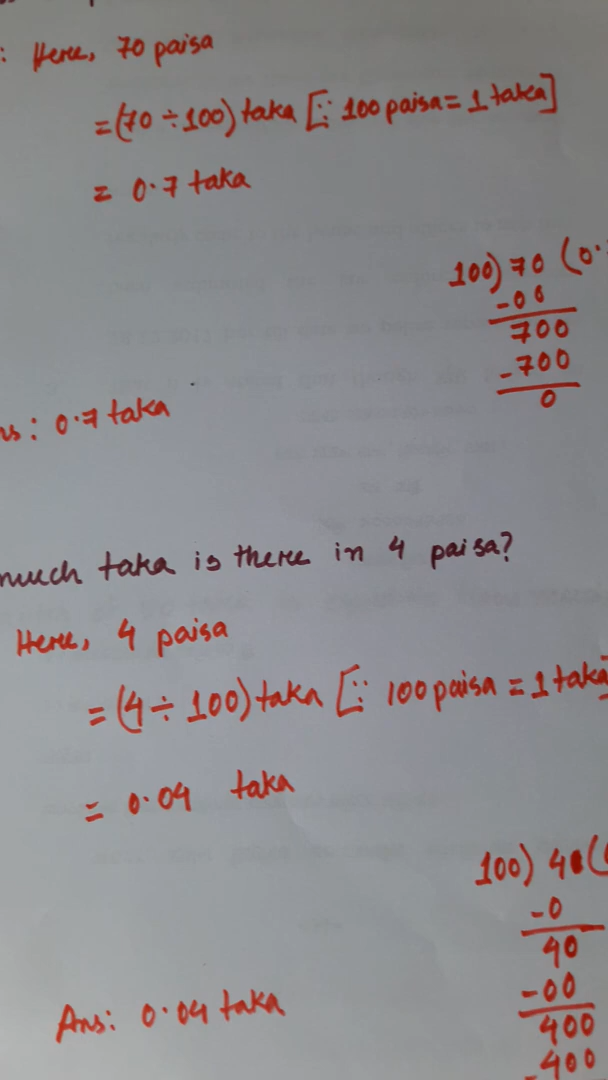 : Here, 70 paisa
= (70 ÷ 100) taka [∵ 100 paisa = 1 taka]
= 0.7 taka
100) 70 (0.
-00
700
-700
0
: 0.7 taka
much taka is there in 4 paisa?
Here, 4 paisa
= (4 ÷ 100) taka [∵ 100 paisa = 1 taka
= 0.04 taka
100) 4 (
-0
40
-00
400
-400
Ans: 0.04 taka